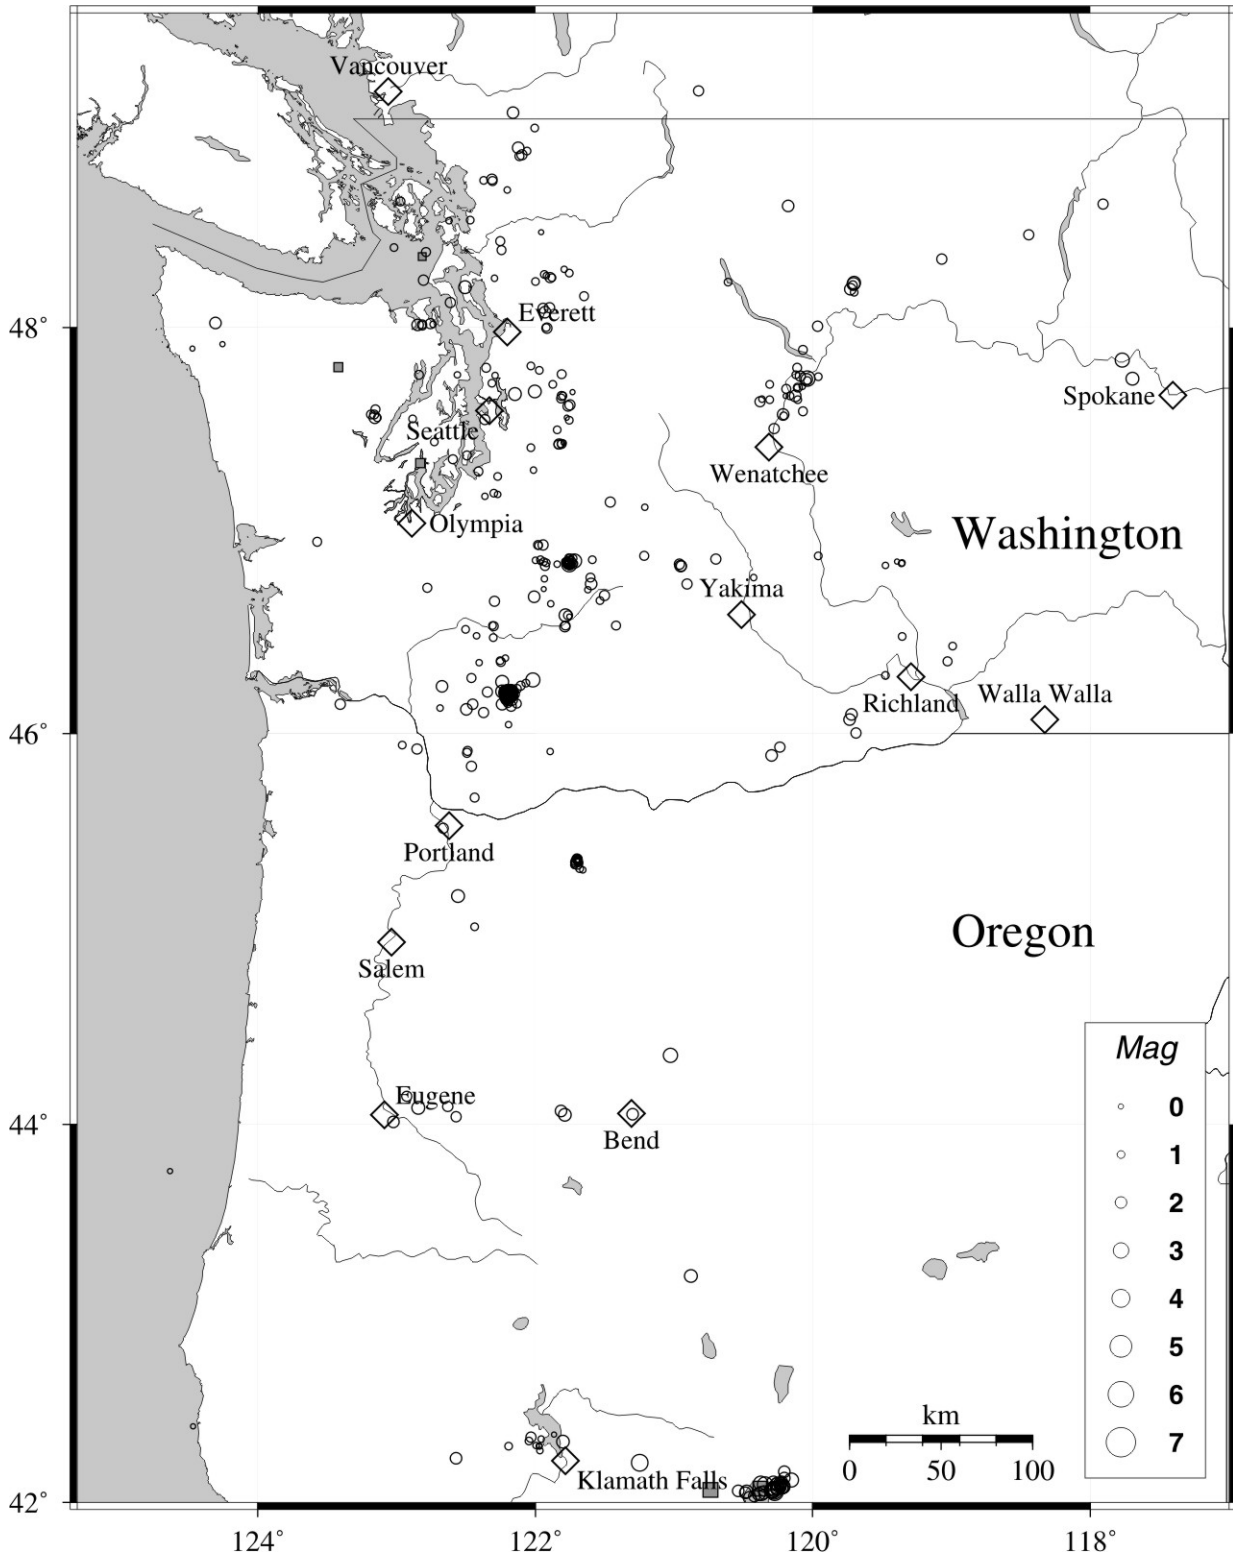 Vancouver
48°
Everett
Spokane
Seattle
Wenatchee
Olympia
Washington
Yakima
Richland
Walla Walla
46°
Portland
Oregon
Salem
Mag
0
1
2
3
4
5
6
7
Eugene
44°
Bend
km
0 50 100
Klamath Falls
42°
124° 122° 120° 118°